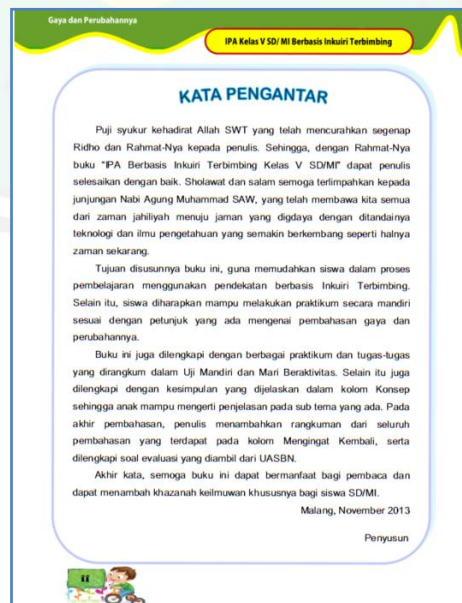 Gaya dan Perubahannya
IPA Kelas V SD/ MI Berbasis Inkuiri Terbimbing
KATA PENGANTAR
Puji syukur kehadirat Allah SWT yang telah mencurahkan segenap
Ridho dan Rahmat-Nya kepada penulis. Sehingga, dengan Rahmat-Nya
buku "IPA Berbasis Inkuiri Terbimbing Kelas V SD/MI" dapat penulis
selesaikan dengan baik. Sholawat dan salam semoga terlimpahkan kepada
junjungan Nabi Agung Muhammad SAW, yang telah membawa kita semua
dari zaman jahiliyah menuju jaman yang digdaya dengan ditandainya
teknologi dan ilmu pengetahuan yang semakin berkembang seperti halnya
zaman sekarang.
Tujuan disusunnya buku ini, guna memudahkan siswa dalam proses
pembelajaran menggunakan pendekatan berbasis Inkuiri Terbimbing.
Selain itu, siswa diharapkan mampu melakukan praktikum secara mandiri
sesuai dengan petunjuk yang ada mengenai pembahasan gaya dan
perubahannya.
Buku ini juga dilengkapi dengan berbagai praktikum dan tugas-tugas
yang dirangkum dalam Uji Mandiri dan Mari Beraktivitas. Selain itu juga
dilengkapi dengan kesimpulan yang dijelaskan dalam kolom Konsep
sehingga anak mampu mengerti penjelasan pada sub tema yang ada. Pada
akhir pembahasan, penulis menambahkan rangkuman dari seluruh
pembahasan yang terdapat pada kolom Mengingat Kembali, serta
dilengkapi soal evaluasi yang diambil dari UASBN.
Akhir kata, semoga buku ini dapat bermanfaat bagi pembaca dan
dapat menambah khazanah keilmuwan khususnya bagi siswa SD/MI.
Malang, November 2013
Penyusun
ii